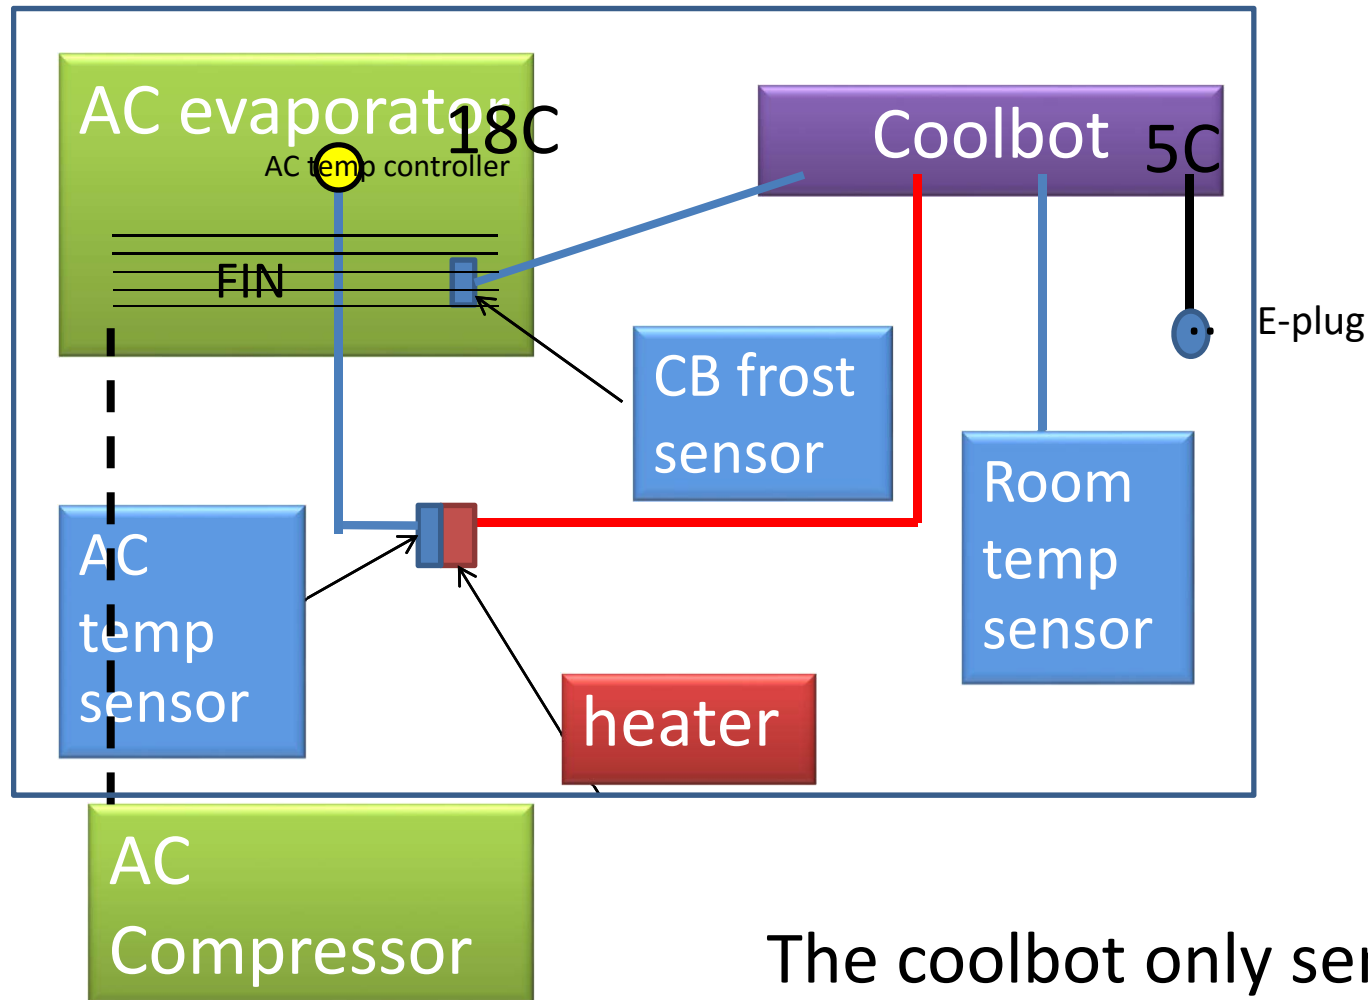 AC evaporator
18C
AC temp controller
FIN
Coolbot
5C
E-plug
CB frost
sensor
Room
temp
sensor
AC
temp
sensor
heater
AC
Compressor
The coolbot only